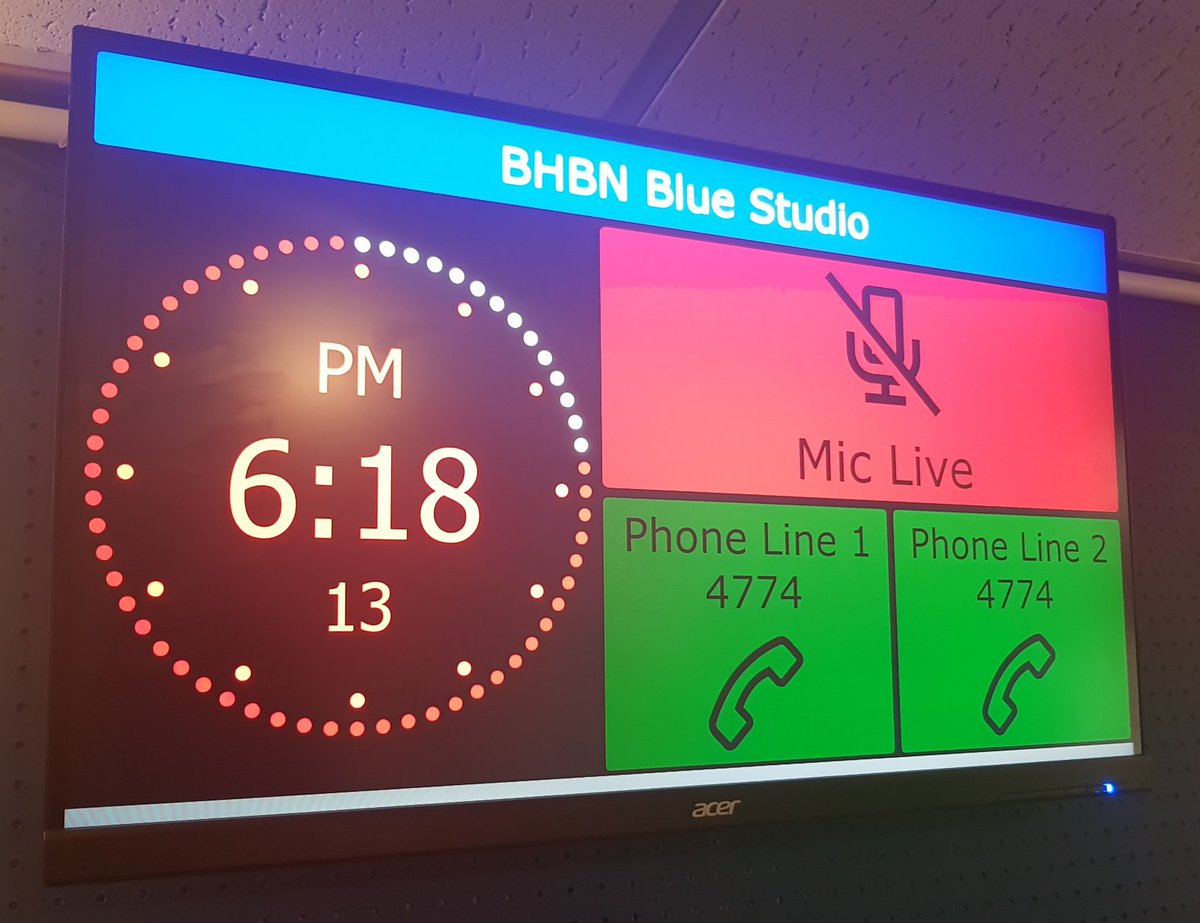 BHBN Blue Studio
PM
6:18
13
Mic Live
Phone Line 1
4774
Phone Line 2
4774
acer